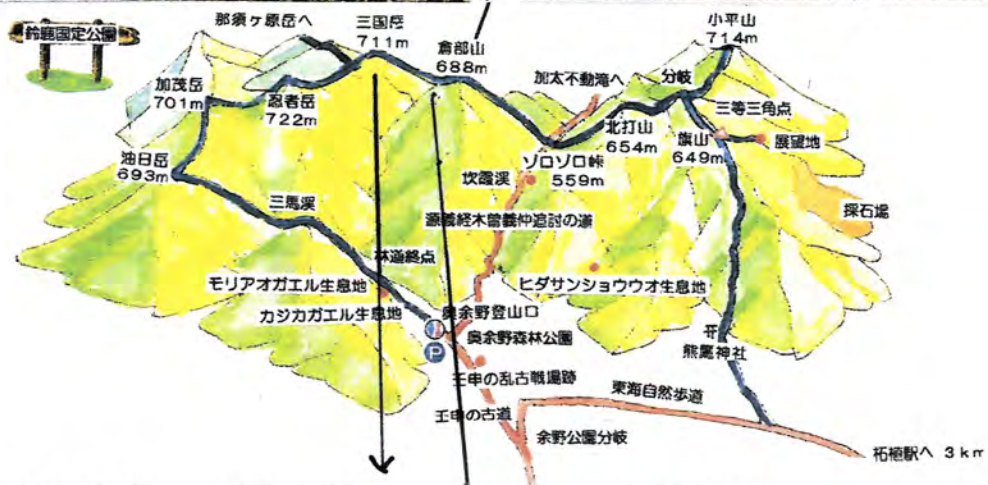 鈴鹿国定公園
那須ヶ原岳へ
三国岳
711m
倉部山
688m
小平山
714m
加茂岳
701m
忍者岳
722m
加太不動滝へ
分岐
三等三角点
北打山
654m
旗山
649m
展望地
油日岳
693m
ゾロゾロ峠
559m
坎霞渓
採石場
三馬渓
源義経木曽義仲追討の道
林道終点
モリアオガエル生息地
ヒダサンショウウオ生息地
カジカガエル生息地
奥余野登山口
奥余野森林公園
P
熊鷹神社
壬申の乱古戦場跡
東海自然歩道
壬申の古道
余野公園分岐
柘植駅へ 3km